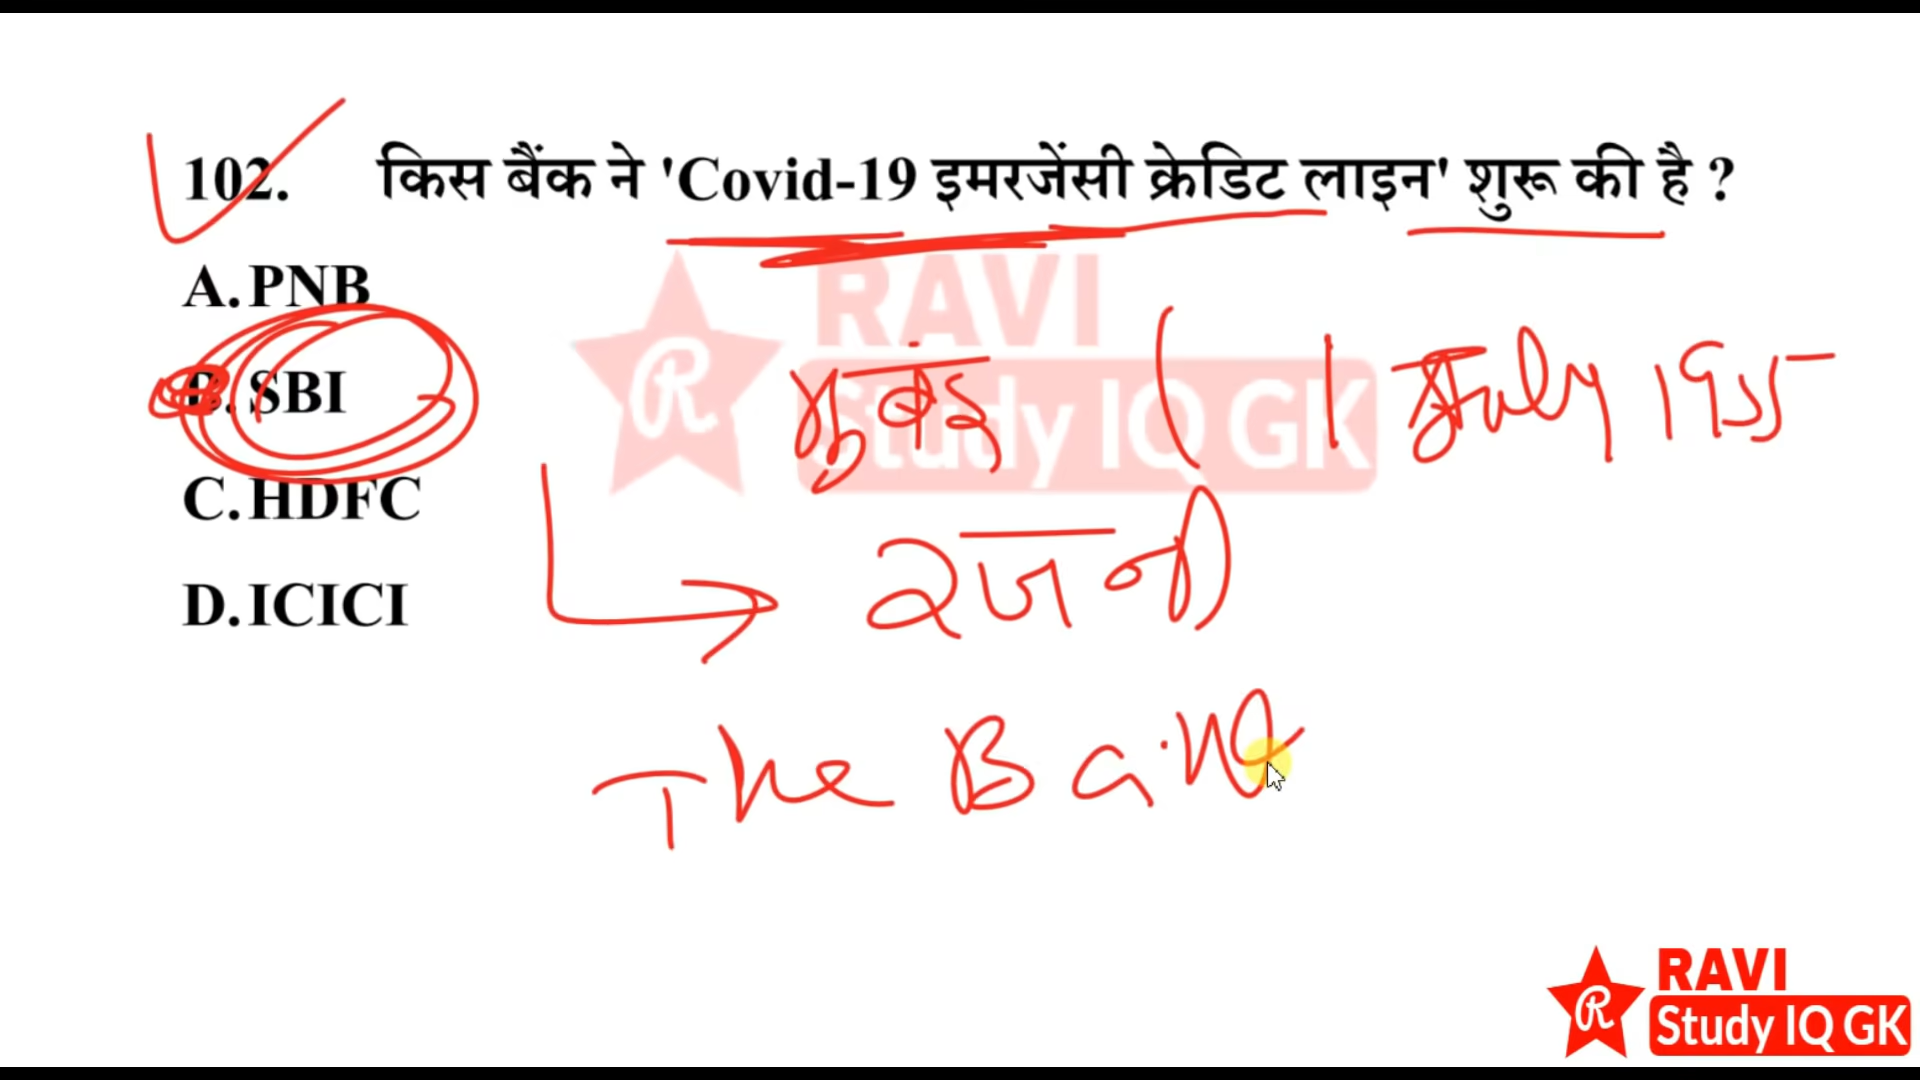 102. किस बैंक ने 'Covid-19 इमरजेंसी क्रेडिट लाइन' शुरू की है ?
A. PNB
B. SBI
C. HDFC
D. ICICI
मुंबई ( 1 July 1955
The Bank
RAVI
Study IQ GK
R
RAVI
Study IQ GK
R